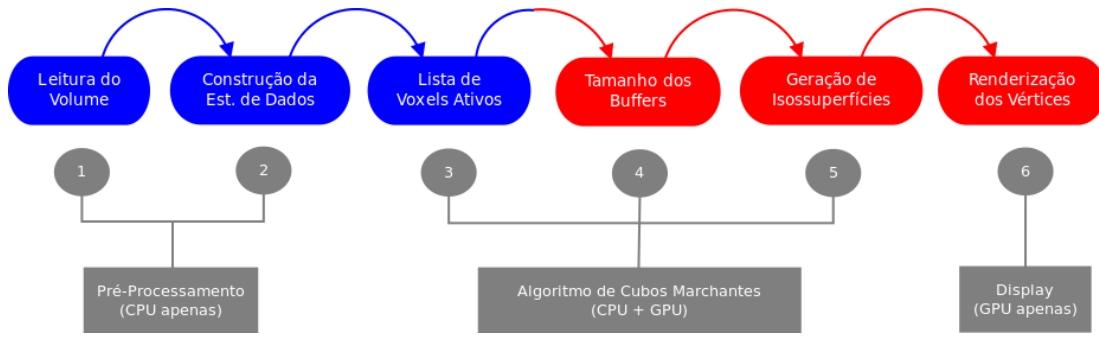 Leitura do
Volume
Construção da
Est. de Dados
Lista de
Voxels Ativos
Tamanho dos
Buffers
Geração de
Isossuperfícies
Renderização
dos Vértices
1
2
3
4
5
6
Pré-Processamento
(CPU apenas)
Algoritmo de Cubos Marchantes
(CPU + GPU)
Display
(GPU apenas)